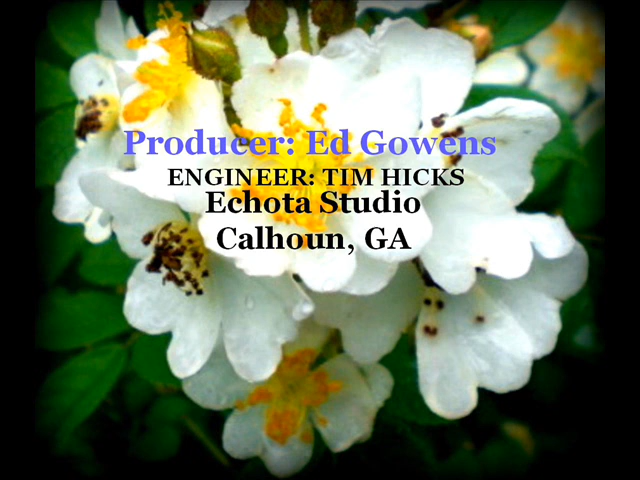 Producer: Ed Gowens
ENGINEER: TIM HICKS
Echota Studio
Calhoun, GA